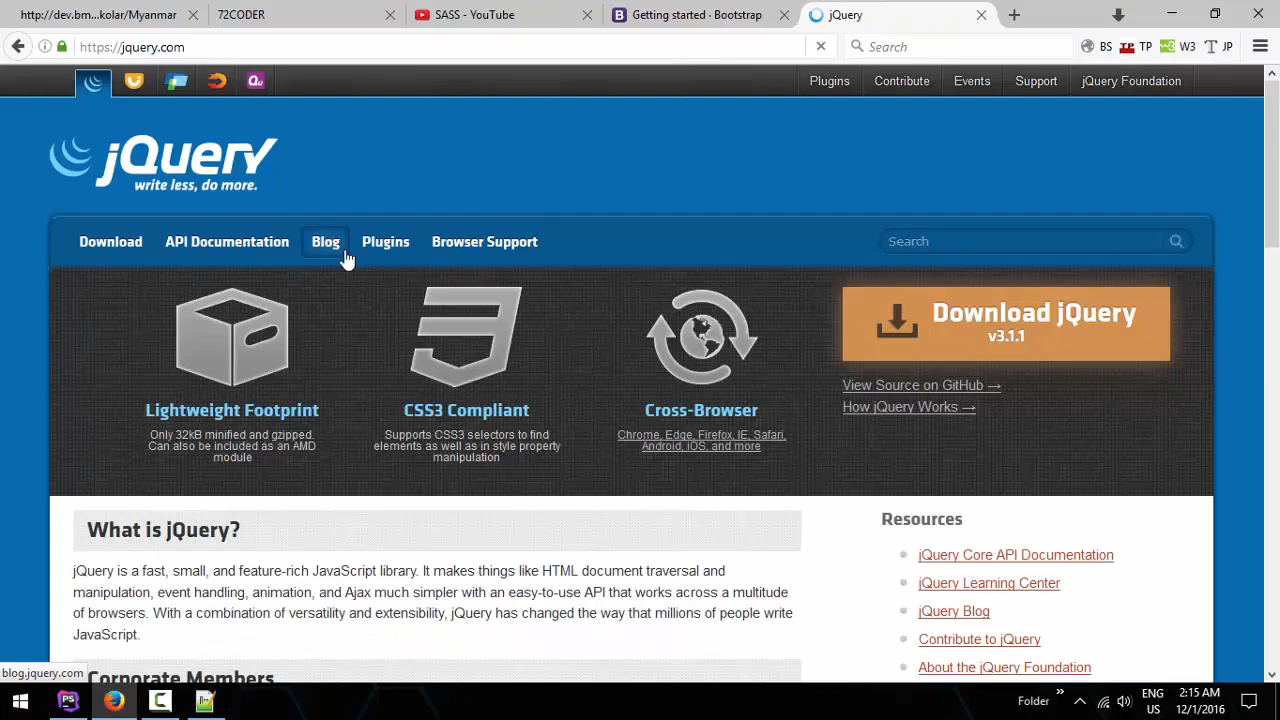 http://dev.bm...kolar/Myanmar
72CODER
SASS - YouTube
Getting started · Bootstrap
jQuery
https://jquery.com
Search
BS
TP
W3
JP
Plugins
Contribute
Events
Support
jQuery Foundation
jQuery
write less, do more.
Download
API Documentation
Blog
Plugins
Browser Support
Search
Lightweight Footprint
Only 32kB minified and gzipped.
Can also be included as an AMD
module
CSS3 Compliant
Supports CSS3 selectors to find
elements as well as in style property
manipulation
Cross-Browser
Chrome, Edge, Firefox, IE, Safari,
Android, iOS, and more
Download jQuery
v3.1.1
View Source on GitHub →
How jQuery Works →
What is jQuery?
jQuery is a fast, small, and feature-rich JavaScript library. It makes things like HTML document traversal and
manipulation, event handling, animation, and Ajax much simpler with an easy-to-use API that works across a multitude
of browsers. With a combination of versatility and extensibility, jQuery has changed the way that millions of people write
JavaScript.
Corporate Members
Resources
jQuery Core API Documentation
jQuery Learning Center
jQuery Blog
Contribute to jQuery
About the jQuery Foundation
blog.jquery.com
Folder
ENG
US
2:15 AM
12/1/2016